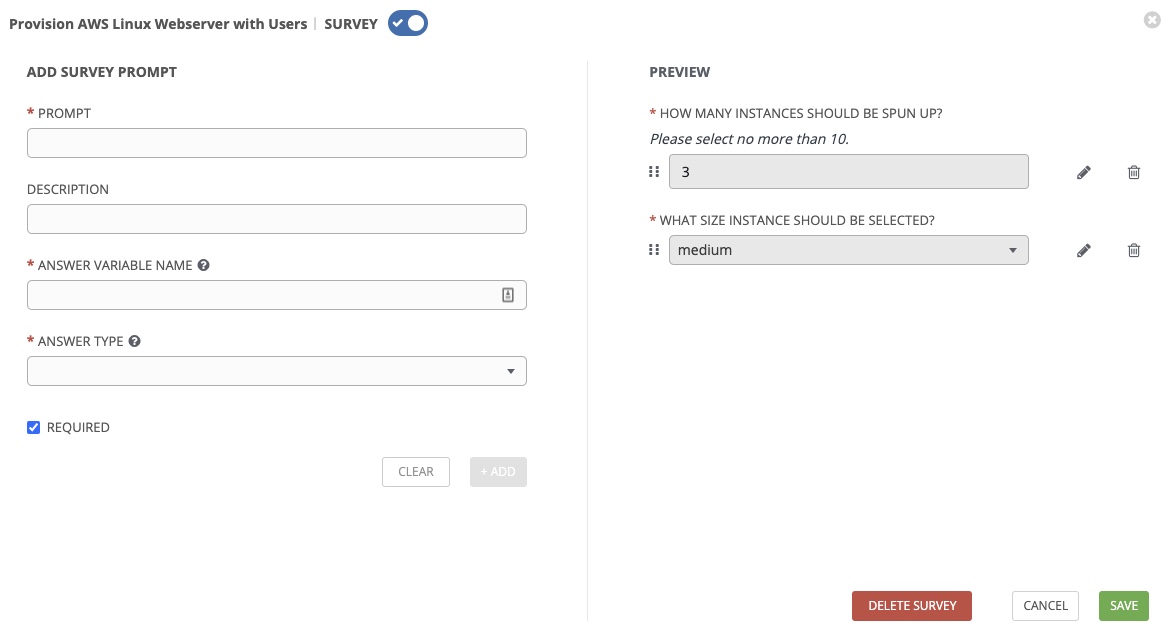 Provision AWS Linux Webserver with Users | SURVEY
ADD SURVEY PROMPT
* PROMPT
DESCRIPTION
* ANSWER VARIABLE NAME ?
* ANSWER TYPE ?
REQUIRED
CLEAR
+ ADD
PREVIEW
* HOW MANY INSTANCES SHOULD BE SPUN UP?
Please select no more than 10.
3
* WHAT SIZE INSTANCE SHOULD BE SELECTED?
medium
DELETE SURVEY
CANCEL
SAVE